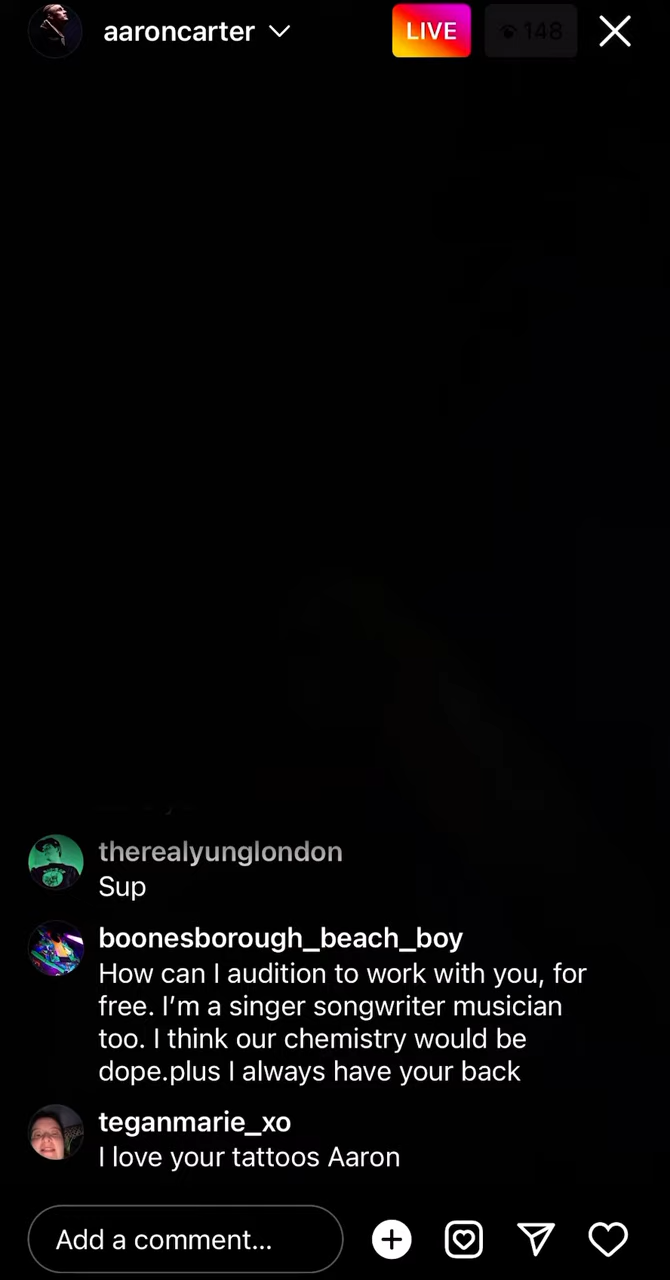 aaroncarter
LIVE
148
therealyunglondon
Sup
boonesborough_beach_boy
How can I audition to work with you, for
free. I’m a singer songwriter musician
too. I think our chemistry would be
dope.plus I always have your back
teganmarie_xo
I love your tattoos Aaron
Add a comment...